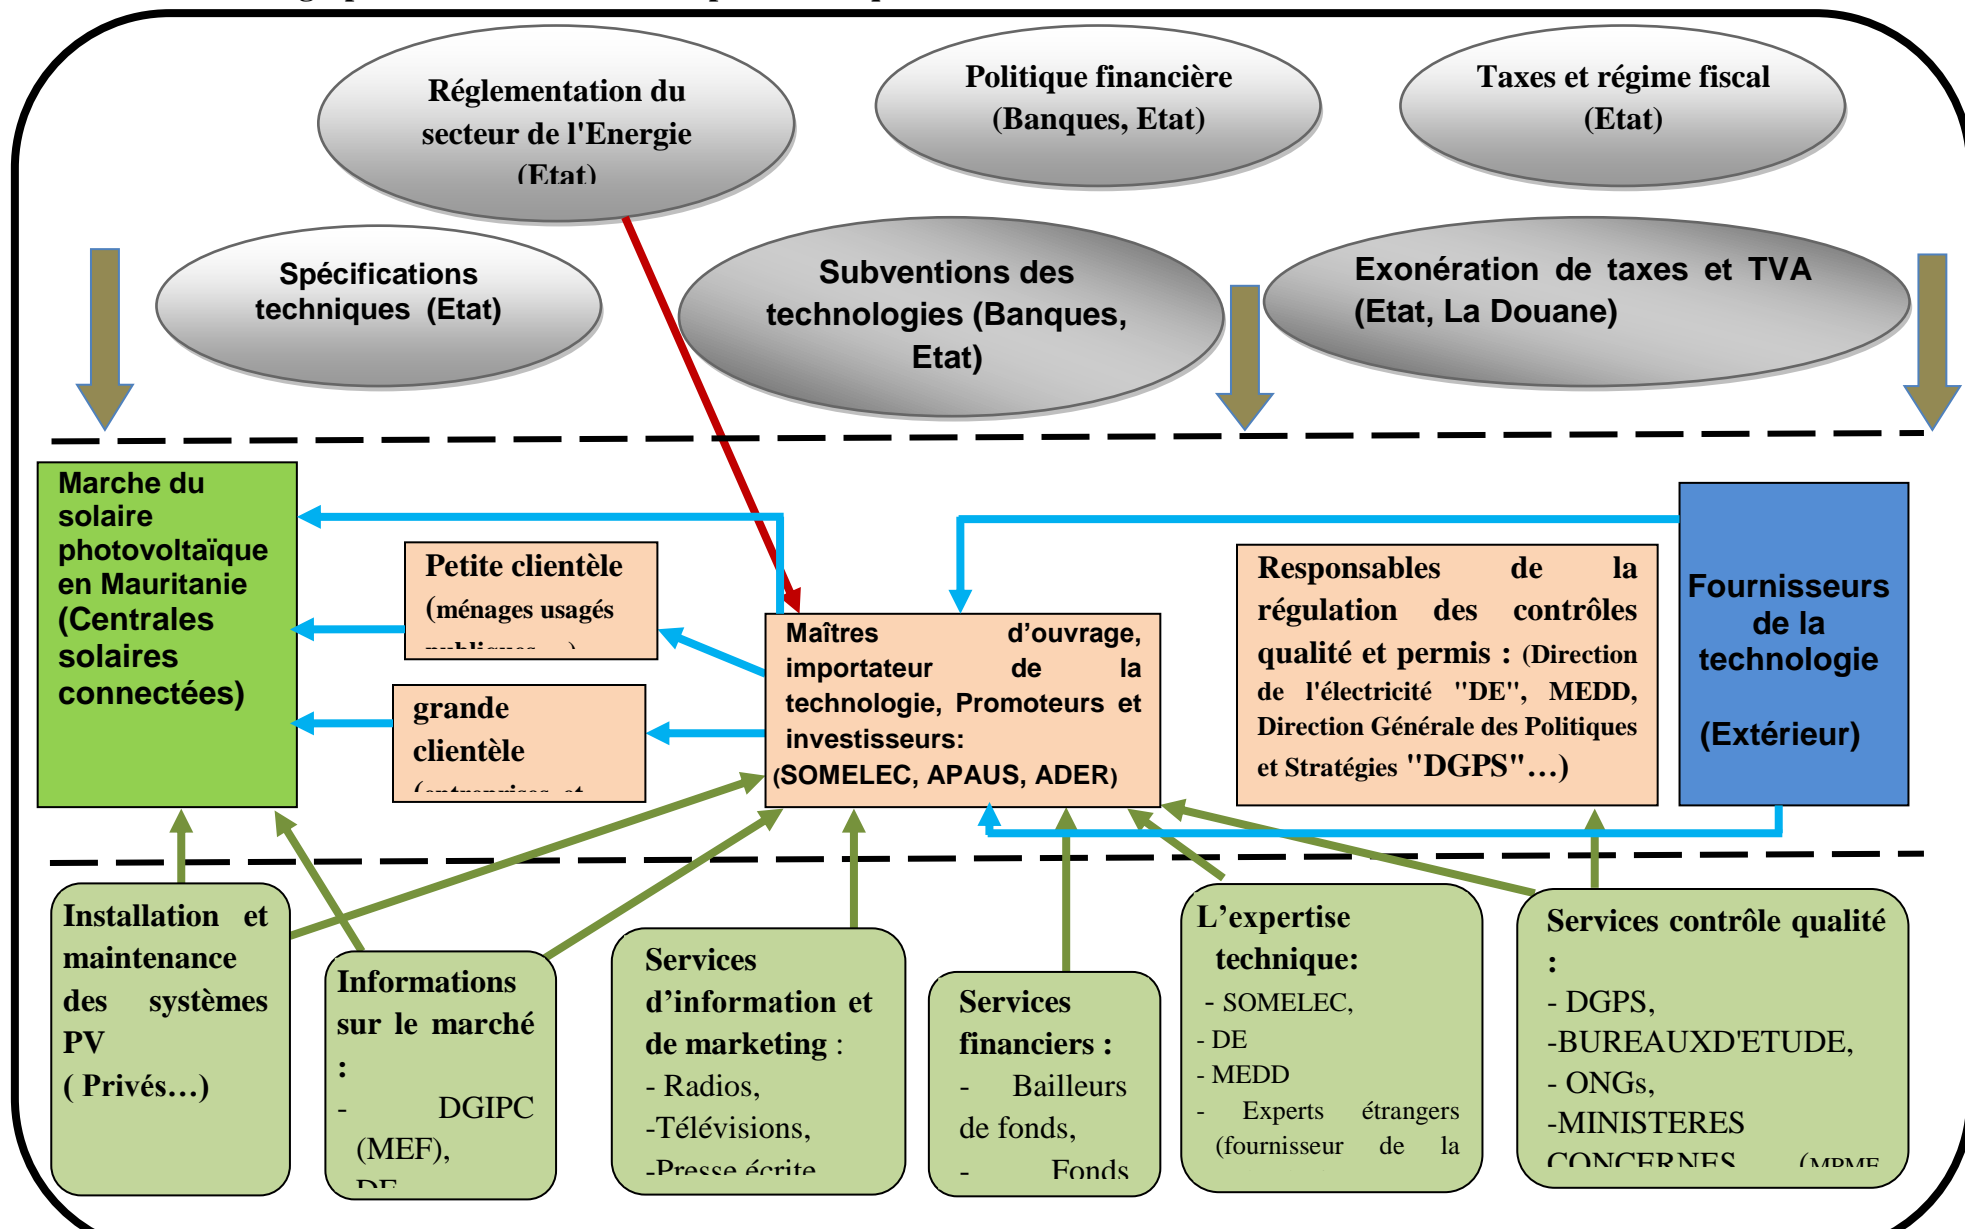 Réglementation du
secteur de l'Energie
(Etat)
Politique financière
(Banques, Etat)
Taxes et régime fiscal
(Etat)
Spécifications
techniques (Etat)
Subventions des
technologies (Banques,
Etat)
Exonération de taxes et TVA
(Etat, La Douane)
Marche du
solaire
photovoltaïque
en Mauritanie
(Centrales
solaires
connectées)
Petite clientèle
(ménages usagés
grande
clientèle
Maîtres d’ouvrage,
importateur de la
technologie, Promoteurs et
investisseurs:
(SOMELEC, APAUS, ADER)
Responsables de la
régulation des contrôles
qualité et permis : (Direction
de l'électricité "DE", MEDD,
Direction Générale des Politiques
et Stratégies "DGPS"…)
Fournisseurs
de la
technologie
(Extérieur)
Installation et
maintenance
des systèmes
PV
( Privés…)
Informations
sur le marché
:
- DGIPC
(MEF),
DE
Services
d’information et
de marketing :
- Radios,
-Télévisions,
-Presse écrite
Services
financiers :
- Bailleurs
de fonds,
- Fonds
L’expertise
technique:
- SOMELEC,
- DE
- MEDD
- Experts étrangers
(fournisseur de la
Services contrôle qualité
:
- DGPS,
-BUREAUXD'ETUDE,
- ONGs,
-MINISTERES
CONCERNES (MPME